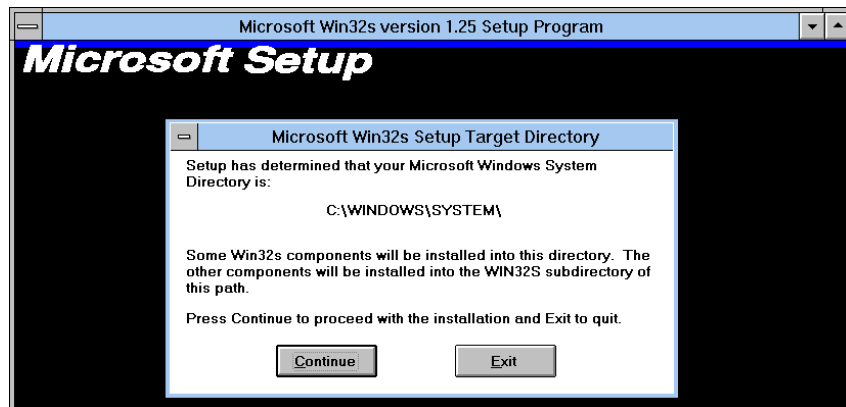 Microsoft Win32s version 1.25 Setup Program
Microsoft Setup
Microsoft Win32s Setup Target Directory
Setup has determined that your Microsoft Windows System
Directory is:
C:\WINDOWS\SYSTEM\
Some Win32s components will be installed into this directory.  The
other components will be installed into the WIN32S subdirectory of
this path.
Press Continue to proceed with the installation and Exit to quit.
Continue Exit